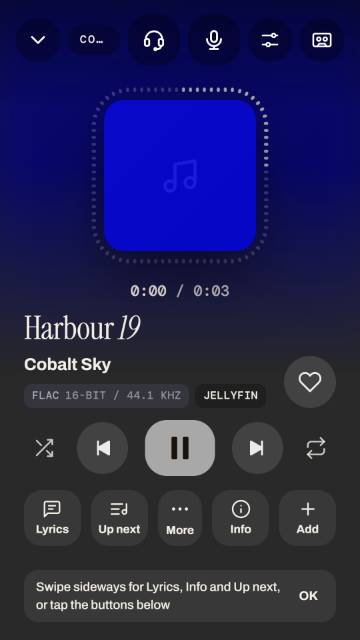 CO…
0:00 / 0:03
Harbour 19
Cobalt Sky
FLAC 16-BIT / 44.1 KHZ JELLYFIN
Lyrics Up next More Info Add
Swipe sideways for Lyrics, Info and Up next,
or tap the buttons below
OK